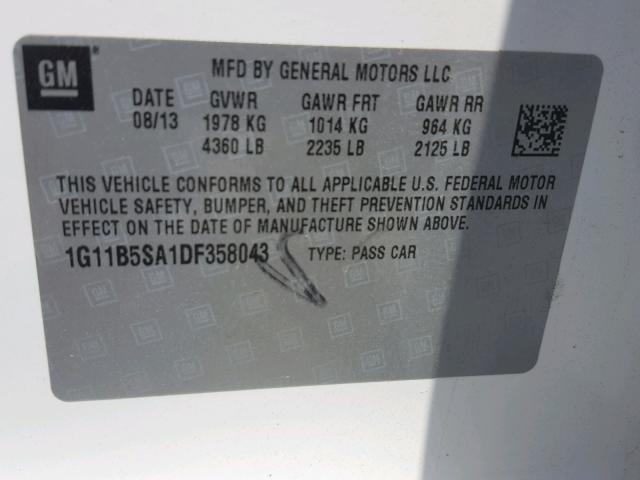 GM ®
MFD BY GENERAL MOTORS LLC
DATE GVWR GAWR FRT GAWR RR
08/13 1978 KG 1014 KG 964 KG
4360 LB 2235 LB 2125 LB
THIS VEHICLE CONFORMS TO ALL APPLICABLE U.S. FEDERAL MOTOR
VEHICLE SAFETY, BUMPER, AND THEFT PREVENTION STANDARDS IN
EFFECT ON THE DATE OF MANUFACTURE SHOWN ABOVE.
1G11B5SA1DF358043 TYPE: PASS CAR